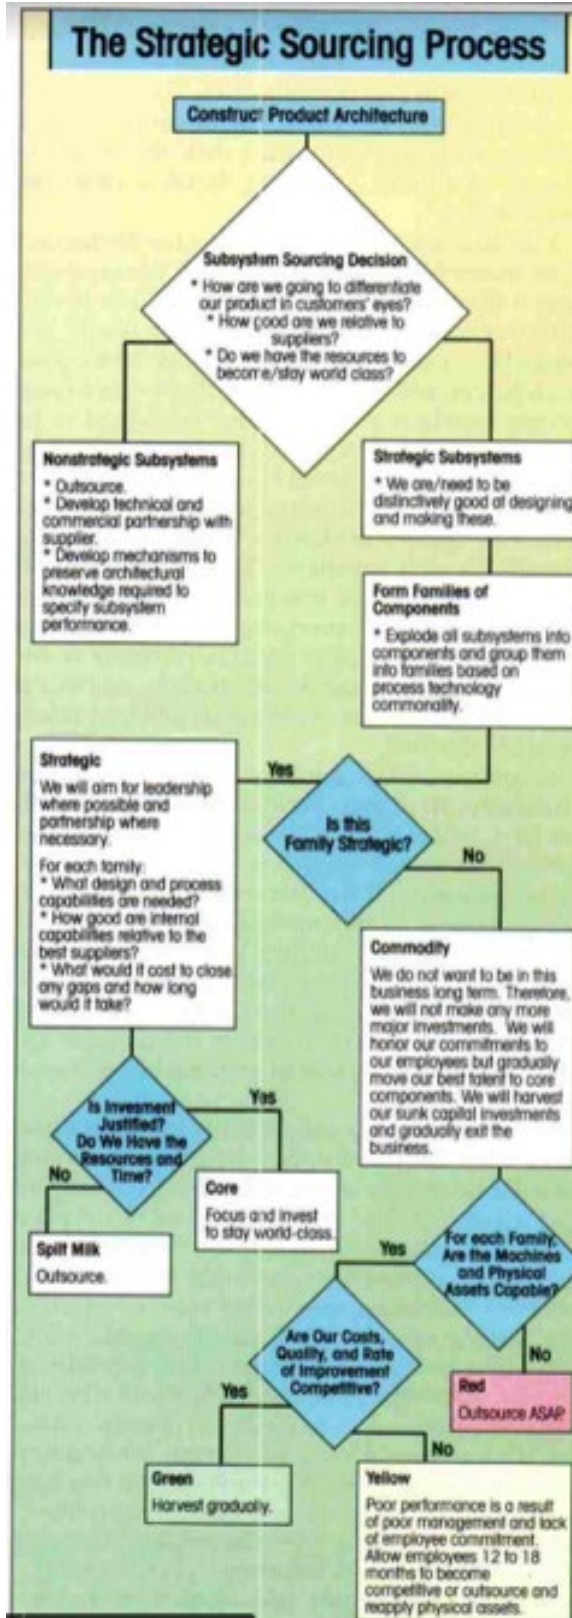 The Strategic Sourcing Process
Construct Product Architecture
Subsystem Sourcing Decision
* How are we going to differentiate
our product in customers' eyes?
* How good are we relative to
suppliers?
* Do we have the resources to
become/stay world class?
Nonstrategic Subsystems
* Outsource.
* Develop technical and
commercial partnership with
supplier.
* Develop mechanisms to
preserve architectural
knowledge required to
specify subsystem
performance.
Strategic Subsystems
* We are/need to be
distinctively good at designing
and making these.
Form Families of
Components
* Explode all subsystems into
components and group them
into families based on
process technology
commonality.
Is this
Family Strategic?
Yes
No
Strategic
We will aim for leadership
where possible and
partnership where
necessary.
For each family:
* What design and process
capabilities are needed?
* How good are internal
capabilities relative to the
best suppliers?
* What would it cost to close
any gaps and how long
would it take?
Commodity
We do not want to be in this
business long term. Therefore,
we will not make any more
major investments. We will
honor our commitments to
our employees but gradually
move our best talent to core
components. We will harvest
our sunk capital investments
and gradually exit the
business.
Is Invesment
Justified?
Do We Have the
Resources and
Time?
Yes
No
Core
Focus and invest
to stay world-class.
Spilt Milk
Outsource.
For each Family,
Are the Machines
and Physical
Assets Capable?
Yes
No
Are Our Costs,
Quality, and Rate
of Improvement
Competitive?
Yes
No
Red
Outsource ASAP.
Green
Harvest gradually.
Yellow
Poor performance is a result
of poor management and lack
of employee commitment.
Allow employees 12 to 18
months to become
competitive or outsource and
reapply physical assets.